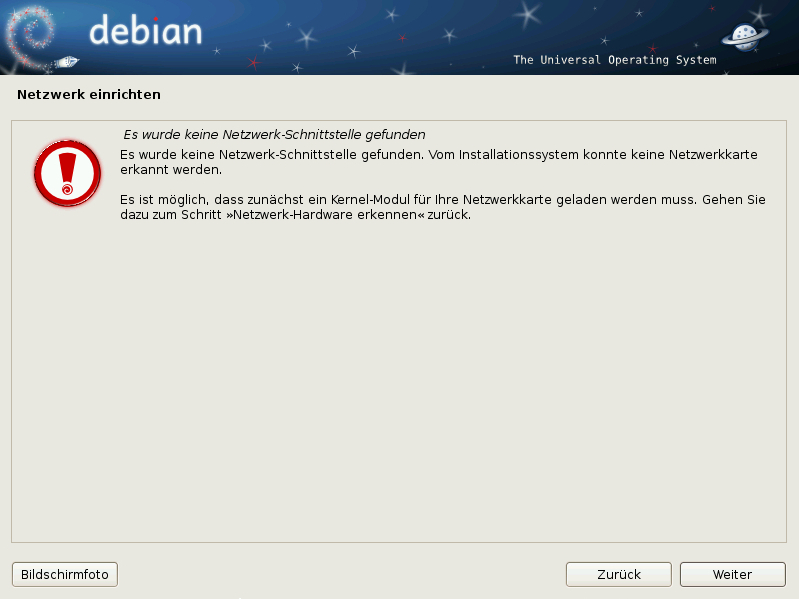 debian
The Universal Operating System
Netzwerk einrichten
Es wurde keine Netzwerk-Schnittstelle gefunden
Es wurde keine Netzwerk-Schnittstelle gefunden. Vom Installationssystem konnte keine Netzwerkkarte
erkannt werden.
Es ist möglich, dass zunächst ein Kernel-Modul für Ihre Netzwerkkarte geladen werden muss. Gehen Sie
dazu zum Schritt »Netzwerk-Hardware erkennen« zurück.
Bildschirmfoto
Zurück
Weiter